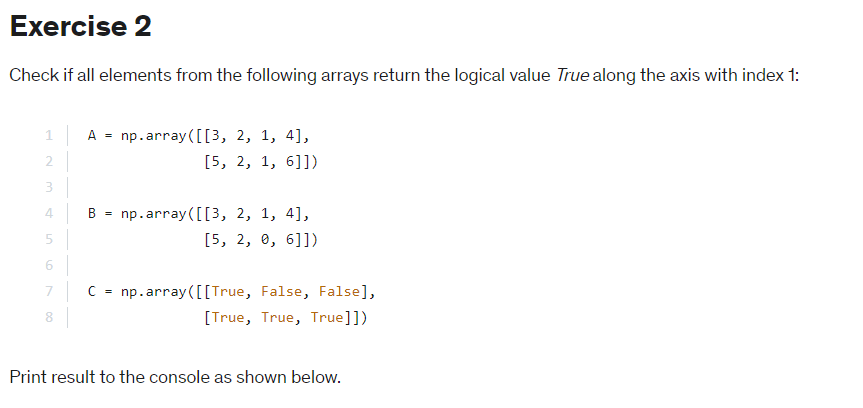 Exercise 2
Check if all elements from the following arrays return the logical value True along the axis with index 1:
1 A = np.array([[3, 2, 1, 4],
2 [5, 2, 1, 6]])
3
4 B = np.array([[3, 2, 1, 4],
5 [5, 2, 0, 6]])
6
7 C = np.array([[True, False, False],
8 [True, True, True]])
Print result to the console as shown below.